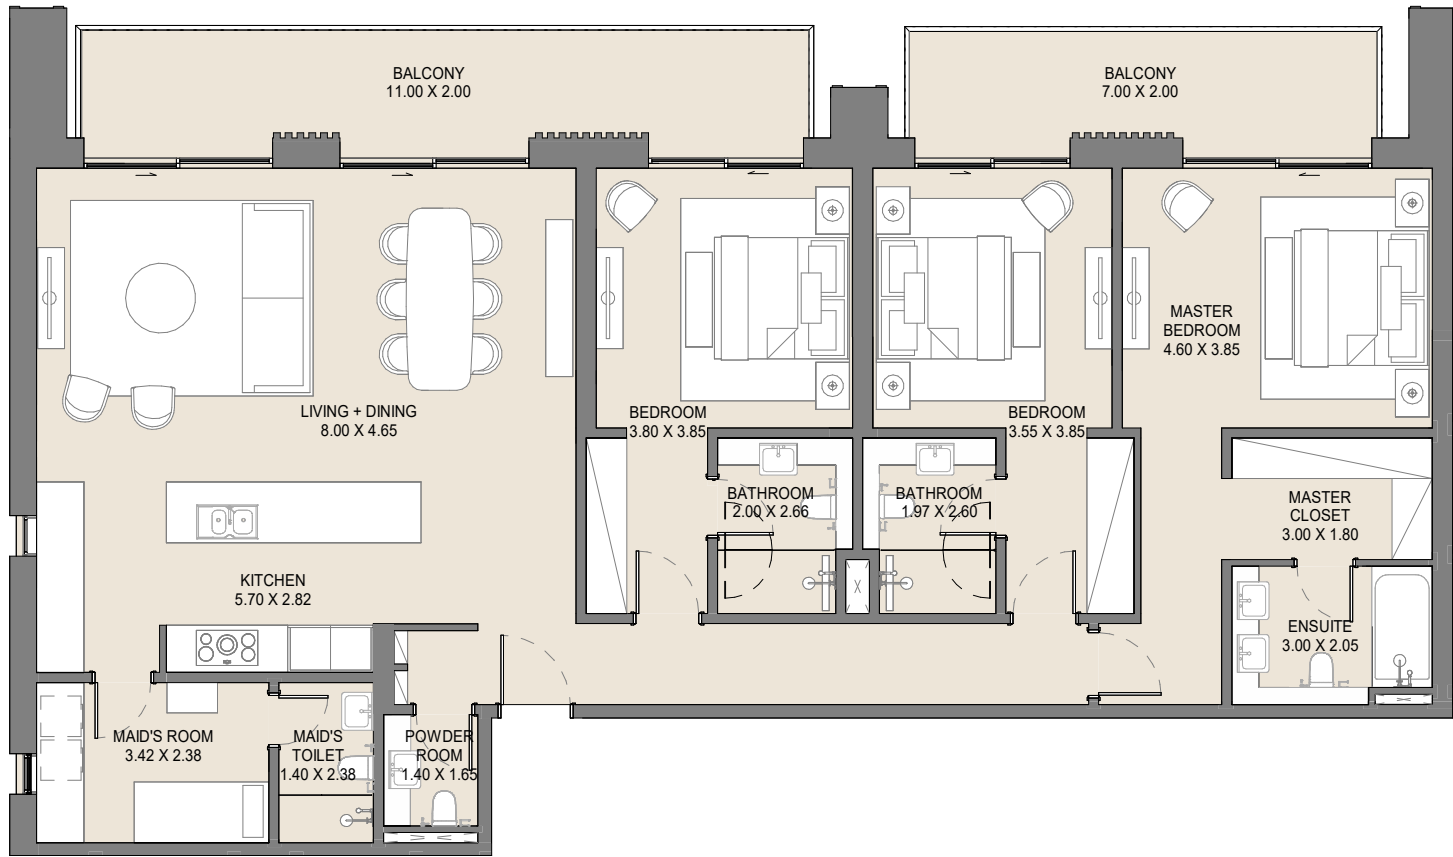 BALCONY
11.00 X 2.00
BALCONY
7.00 X 2.00
MASTER
BEDROOM
4.60 X 3.85
LIVING + DINING
8.00 X 4.65
BEDROOM
3.80 X 3.85
BEDROOM
3.55 X 3.85
BATHROOM
2.00 X 2.66
BATHROOM
1.97 X 2.60
MASTER
CLOSET
3.00 X 1.80
KITCHEN
5.70 X 2.82
ENSUITE
3.00 X 2.05
MAID'S ROOM
3.42 X 2.38
MAID'S
TOILET
1.40 X 2.38
POWDER
ROOM
1.40 X 1.65